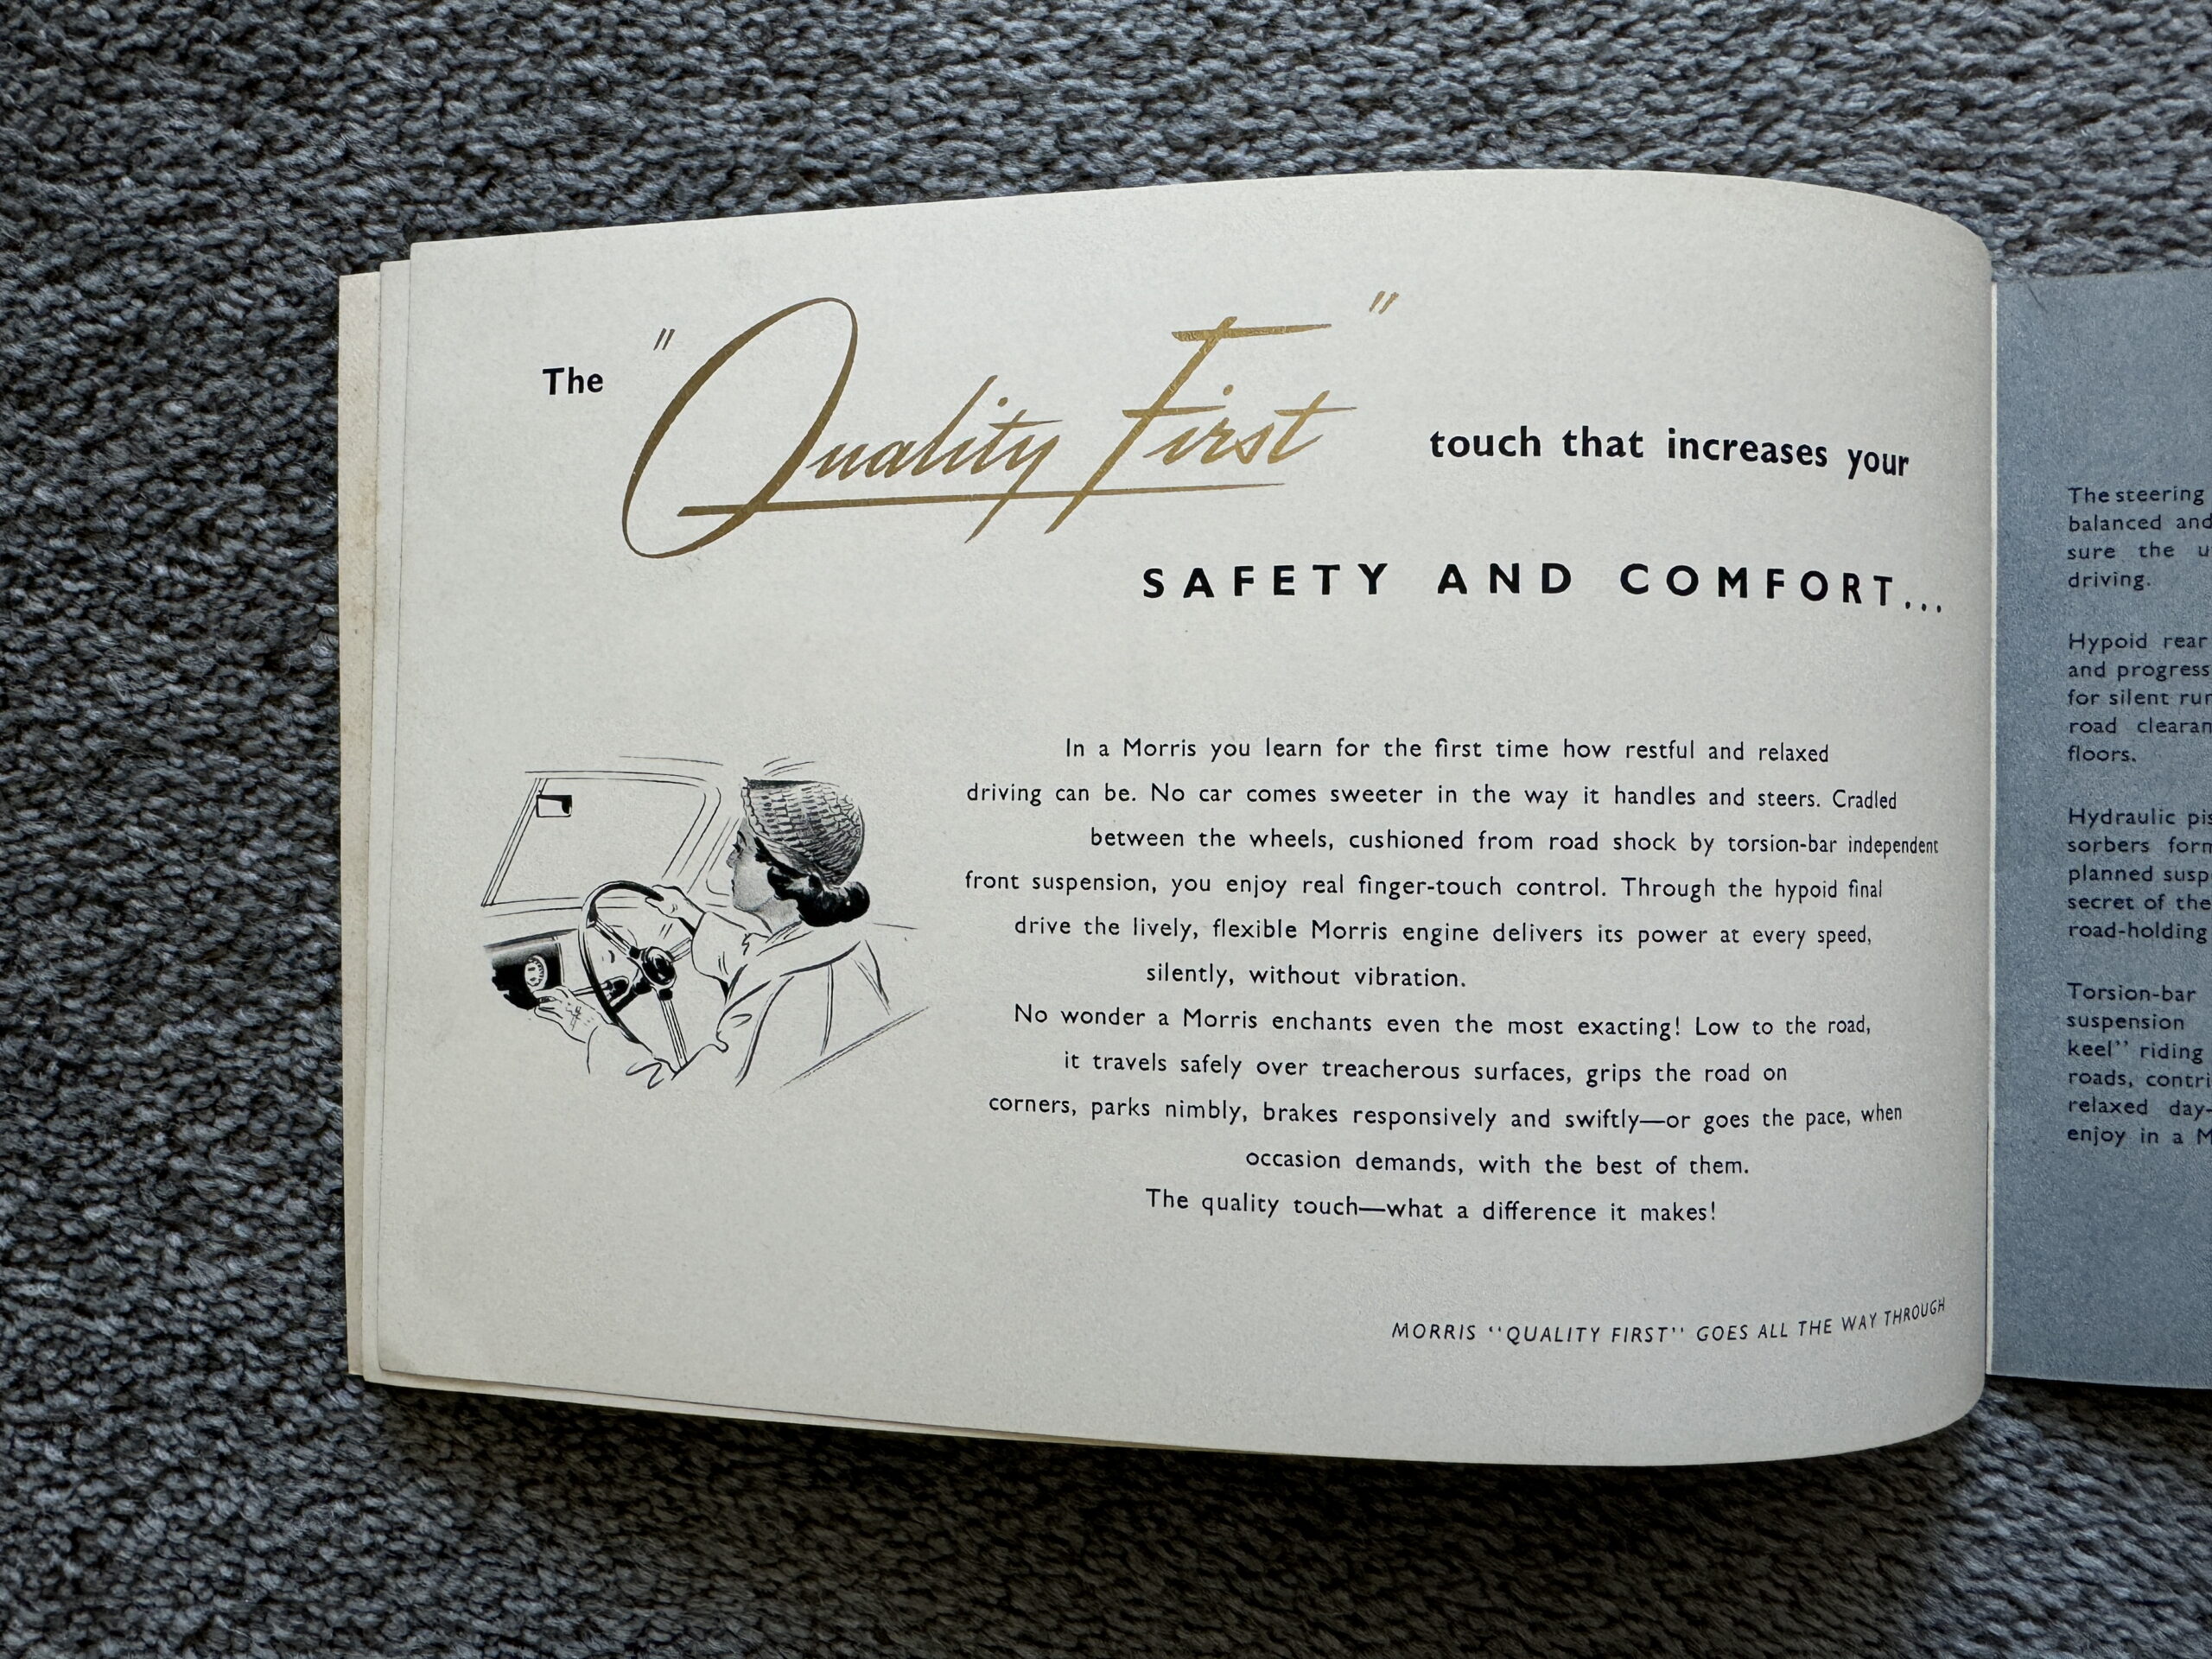 The "Quality First" touch that increases your
SAFETY AND COMFORT...
In a Morris you learn for the first time how restful and relaxed
driving can be. No car comes sweeter in the way it handles and steers. Cradled
between the wheels, cushioned from road shock by torsion-bar independent
front suspension, you enjoy real finger-touch control. Through the hypoid final
drive the lively, flexible Morris engine delivers its power at every speed,
silently, without vibration.
No wonder a Morris enchants even the most exacting! Low to the road,
it travels safely over treacherous surfaces, grips the road on
corners, parks nimbly, brakes responsively and swiftly—or goes the pace, when
occasion demands, with the best of them.
The quality touch—what a difference it makes!
MORRIS "QUALITY FIRST" GOES ALL THE WAY THROUGH
The steering
balanced and
sure the
driving.
Hypoid rear
and
for silent
road
floors.
Hydraulic
sorbers
planned
secret of the
road-holding
Torsion-bar
suspension
keel" riding
roads,
relaxed
enjoy in a